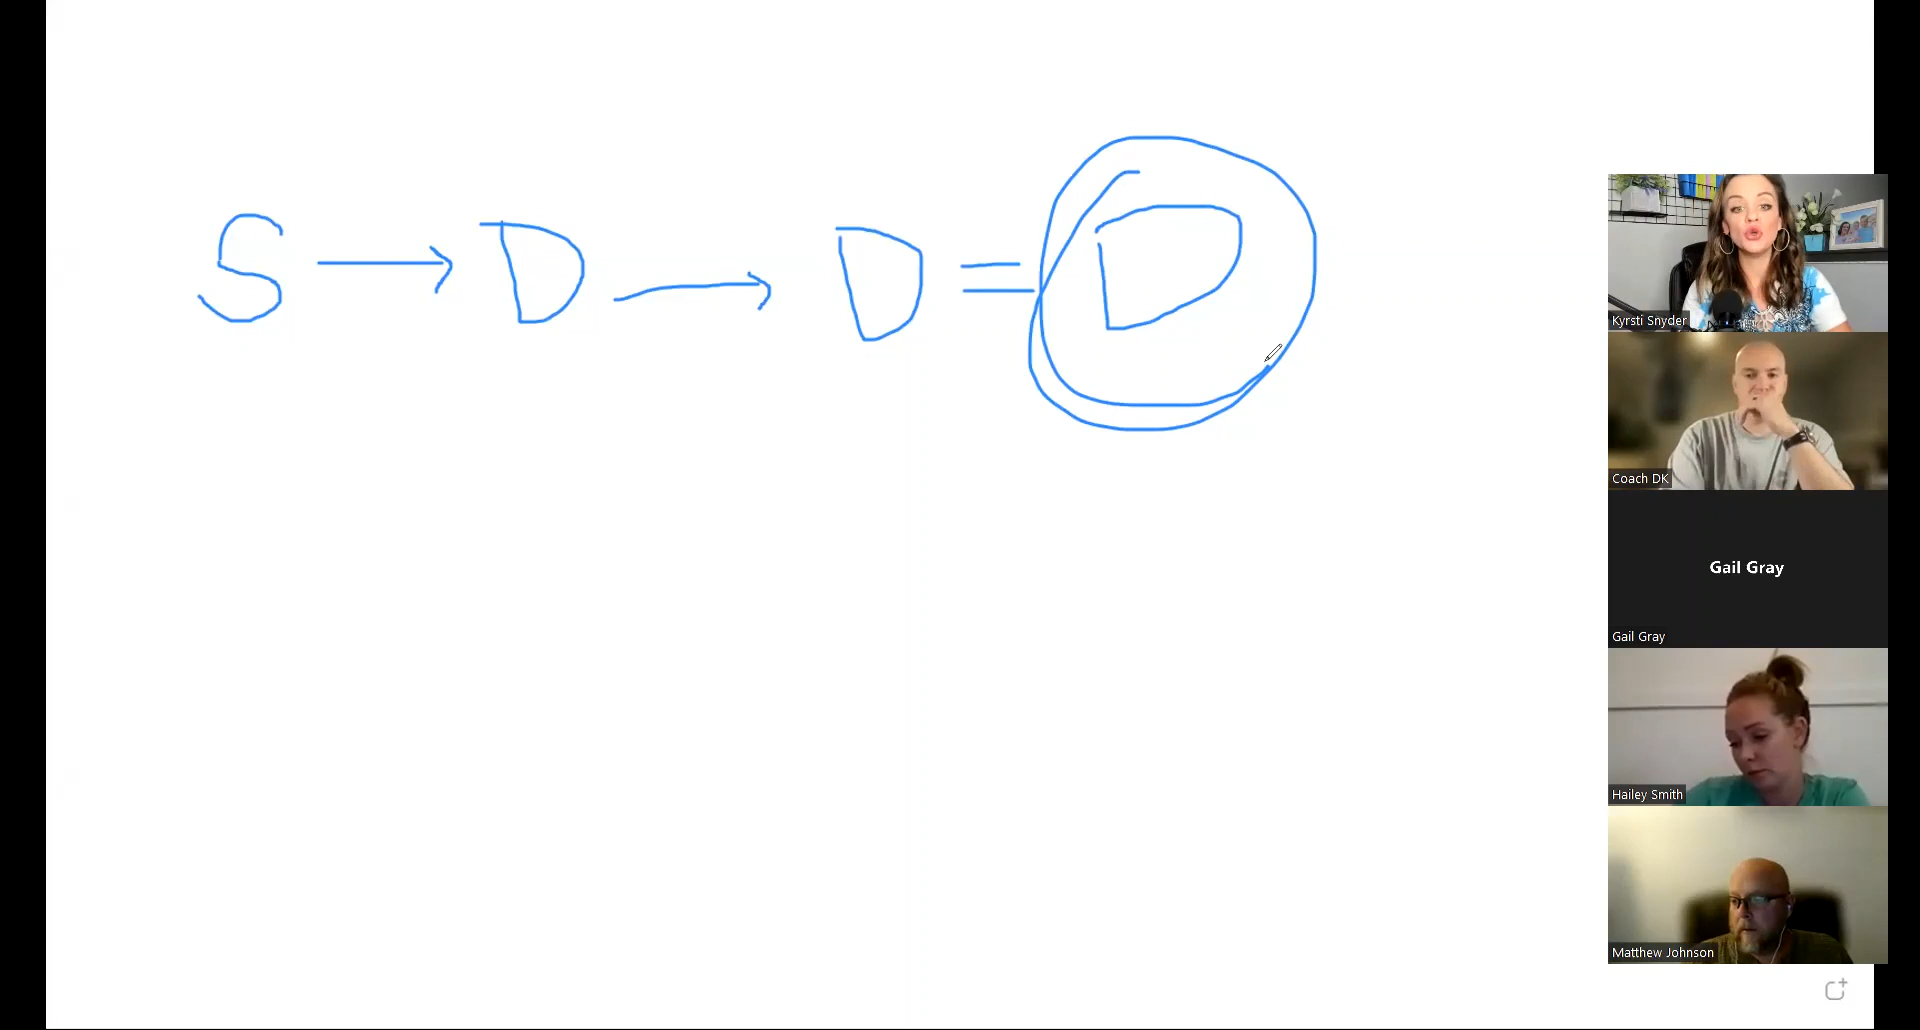 S → D → D = D
Kyrsti Snyder
Coach DK
Gail Gray
Gail Gray
Hailey Smith
Matthew Johnson